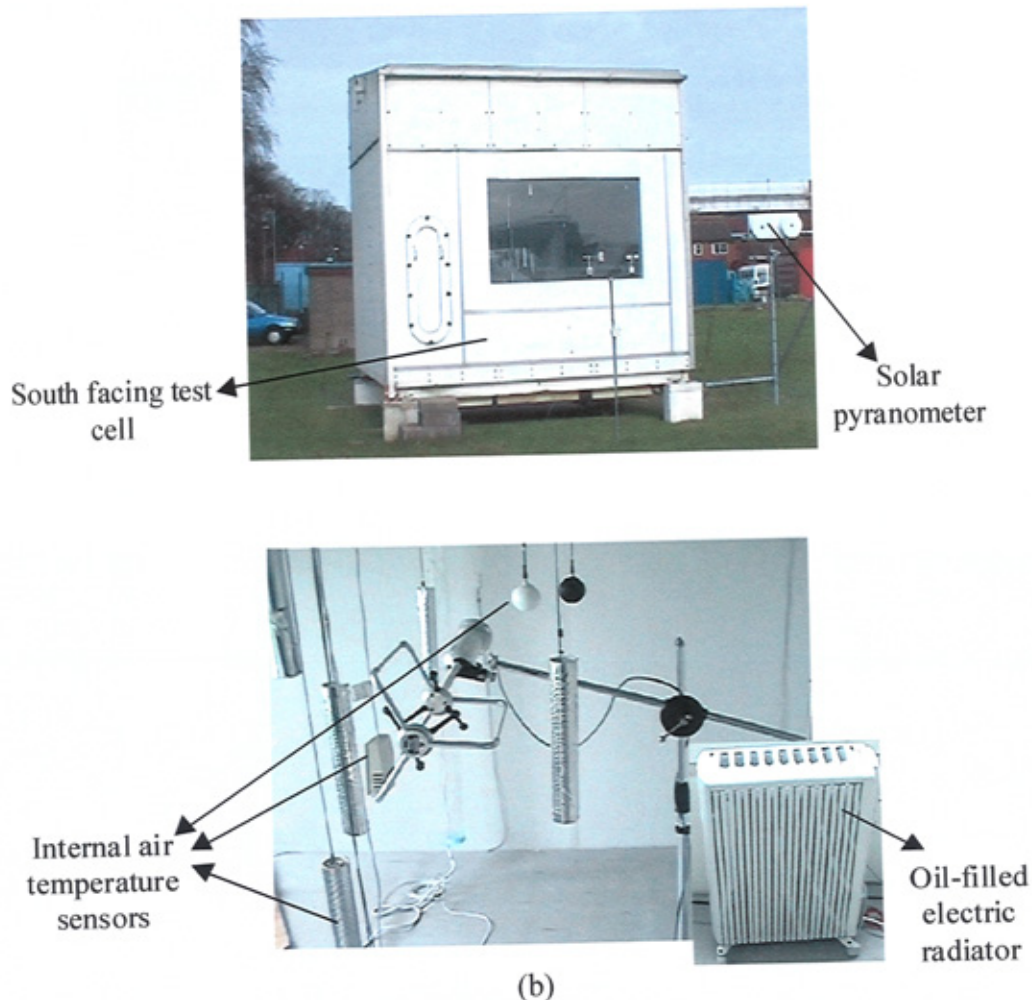 South facing test
cell
Solar
pyranometer
Internal air
temperature
sensors
Oil-filled
electric
radiator
(b)